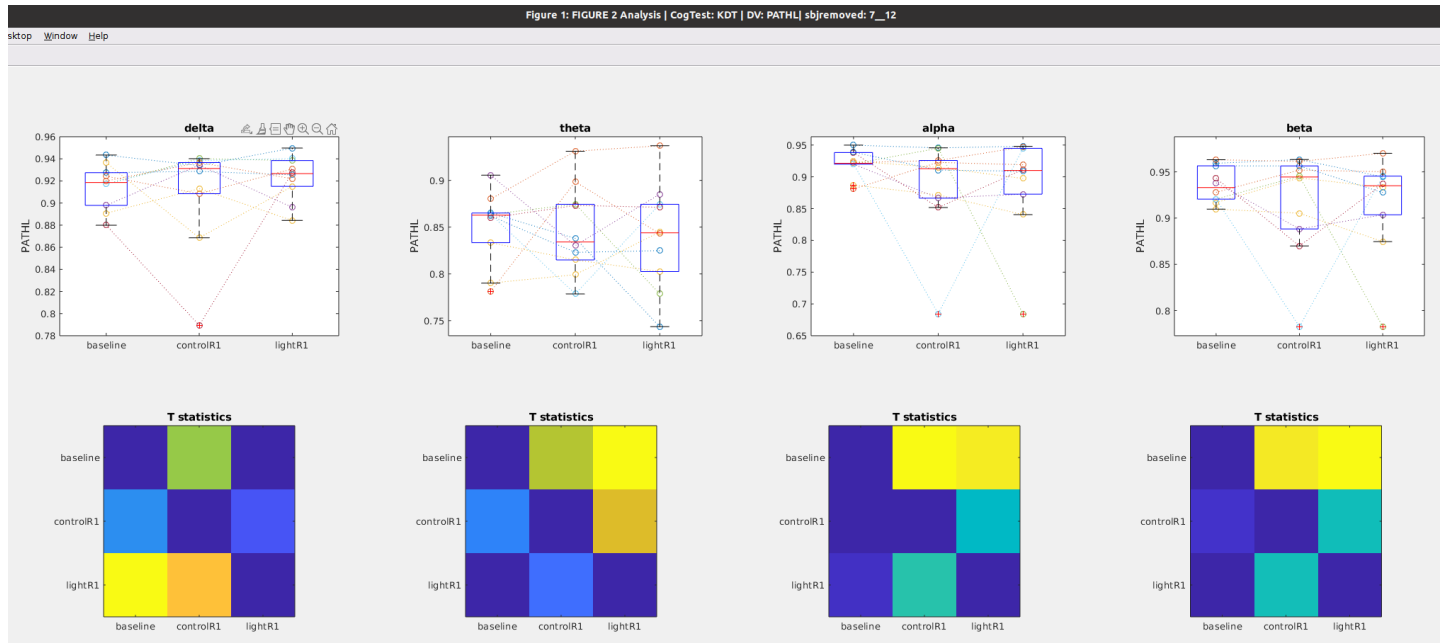 Figure 1: FIGURE 2 Analysis | CogTest: KDT | DV: PATHL| sbjremoved: 7__12
sktop Window Help
delta
0.96
0.94
0.92
0.9
0.88
0.86
0.84
0.82
0.8
0.78
PATHL
baseline controlR1 lightR1
theta
0.9
0.85
0.8
0.75
PATHL
baseline controlR1 lightR1
alpha
0.95
0.9
0.85
0.8
0.75
0.7
0.65
PATHL
baseline controlR1 lightR1
beta
0.95
0.9
0.85
0.8
PATHL
baseline controlR1 lightR1
T statistics
baseline
controlR1
lightR1
baseline controlR1 lightR1
T statistics
baseline
controlR1
lightR1
baseline controlR1 lightR1
T statistics
baseline
controlR1
lightR1
baseline controlR1 lightR1
T statistics
baseline
controlR1
lightR1
baseline controlR1 lightR1